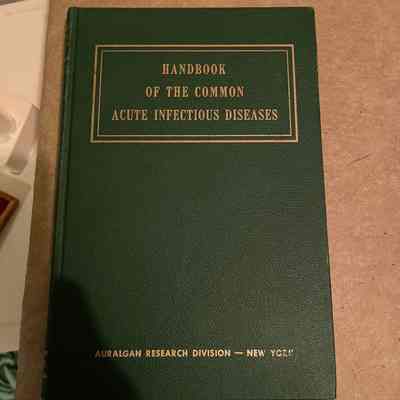 HANDBOOK
OF THE COMMON
ACUTE INFECTIOUS DISEASES
AURALGAN RESEARCH DIVISION — NEW YORK